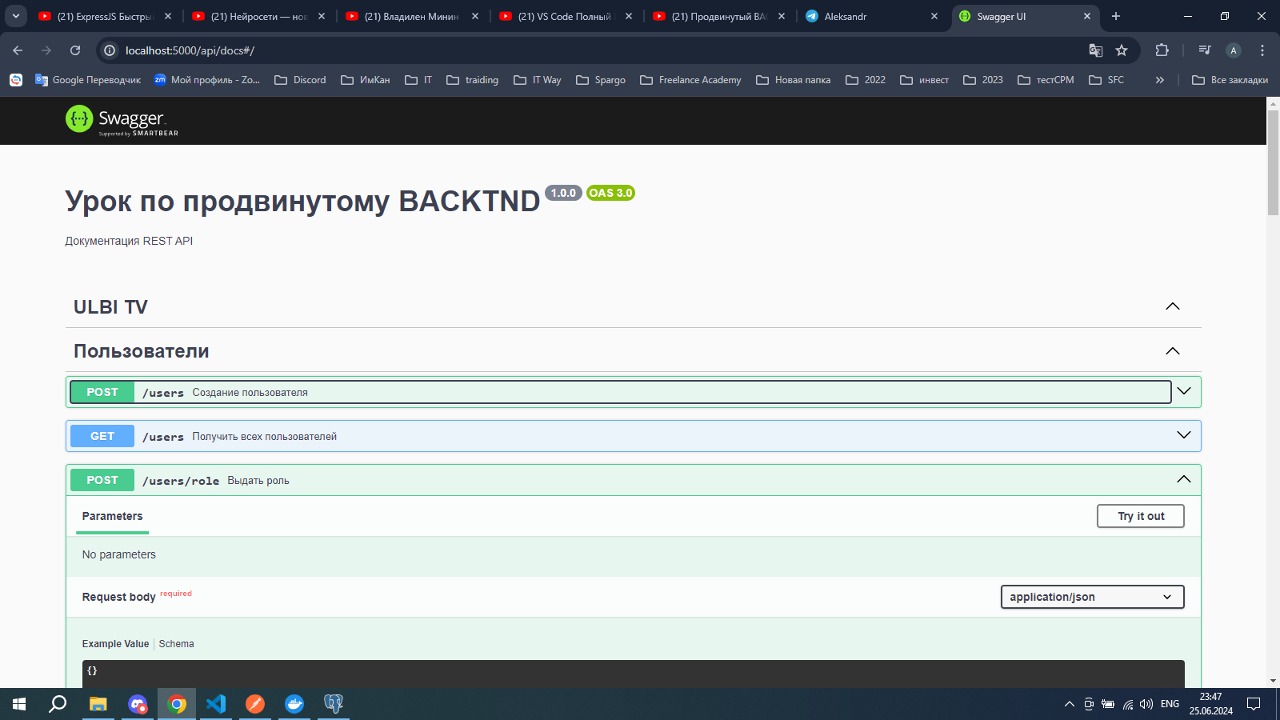 (21) ExpressJS Быстры
(21) Нейросети — нов
(21) Владилен Минин
(21) VS Code Полный
(21) Продвинутый BA
Aleksandr
Swagger UI
localhost:5000/api/docs#/
A
Google Переводчик
zm
Мой профиль - Zo...
Discord
ИмКан
IT
traiding
IT Way
Spargo
Freelance Academy
Новая папка
2022
инвест
2023
тестCPM
SFC
Все закладки
Swagger
Supported by SMARTBEAR
Урок по продвинутому BACKTND 1.0.0 OAS 3.0
Документация REST API
ULBI TV
Пользователи
POST /users Создание пользователя
GET /users Получить всех пользователей
POST /users/role Выдать роль
Parameters
Try it out
No parameters
Request body required
application/json
Example Value Schema
{}
ENG
23:47
25.06.2024